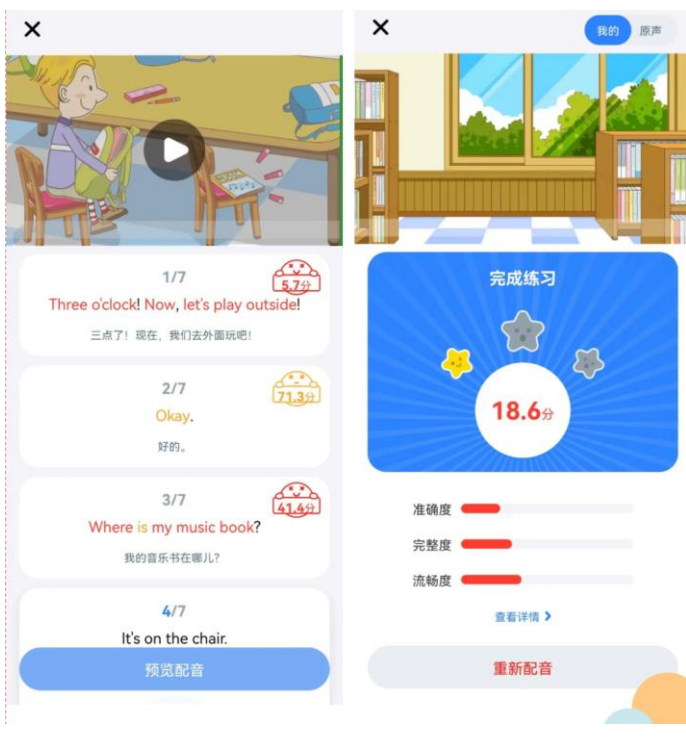 1/7
5.7分
Three o'clock! Now, let's play outside!
三点了！现在，我们去外面玩吧！
2/7
71.3分
Okay.
好的。
3/7
41.4分
Where is my music book?
我的音乐书在哪儿？
4/7
It's on the chair.
预览配音
我的 原声
完成练习
18.6分
准确度
完整度
流畅度
查看详情
重新配音